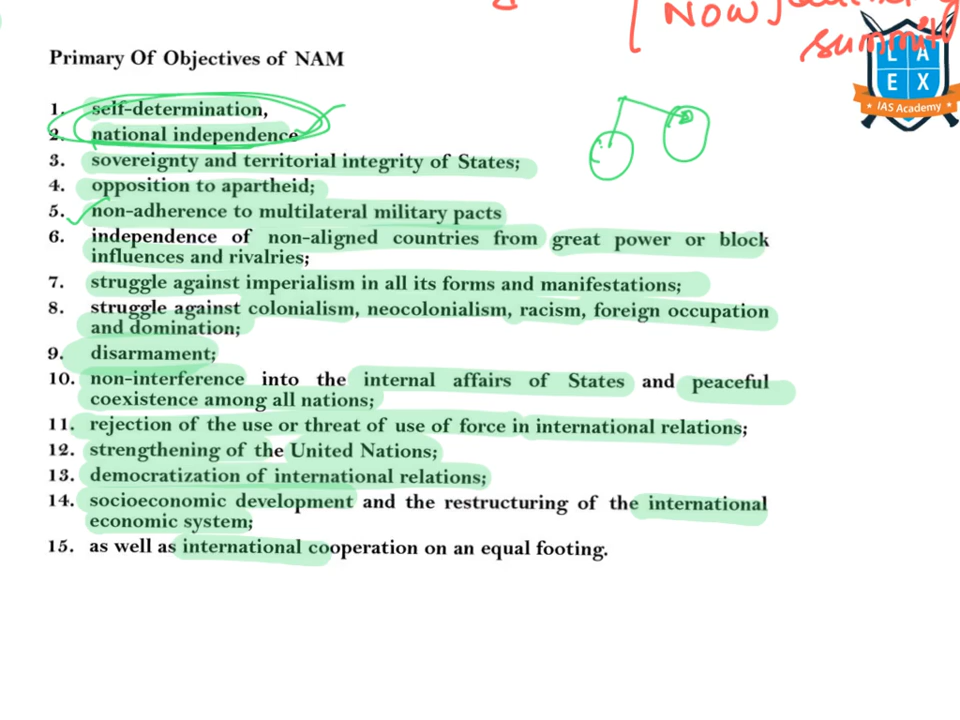 [NOW]
summit
L A
E X
IAS Academy
Primary Of Objectives of NAM
1. self-determination,
2. national independence
3. sovereignty and territorial integrity of States;
4. opposition to apartheid;
5. non-adherence to multilateral military pacts
6. independence of non-aligned countries from great power or block
influences and rivalries;
7. struggle against imperialism in all its forms and manifestations;
8. struggle against colonialism, neocolonialism, racism, foreign occupation
and domination;
9. disarmament;
10. non-interference into the internal affairs of States and peaceful
coexistence among all nations;
11. rejection of the use or threat of use of force in international relations;
12. strengthening of the United Nations;
13. democratization of international relations;
14. socioeconomic development and the restructuring of the international
economic system;
15. as well as international cooperation on an equal footing.